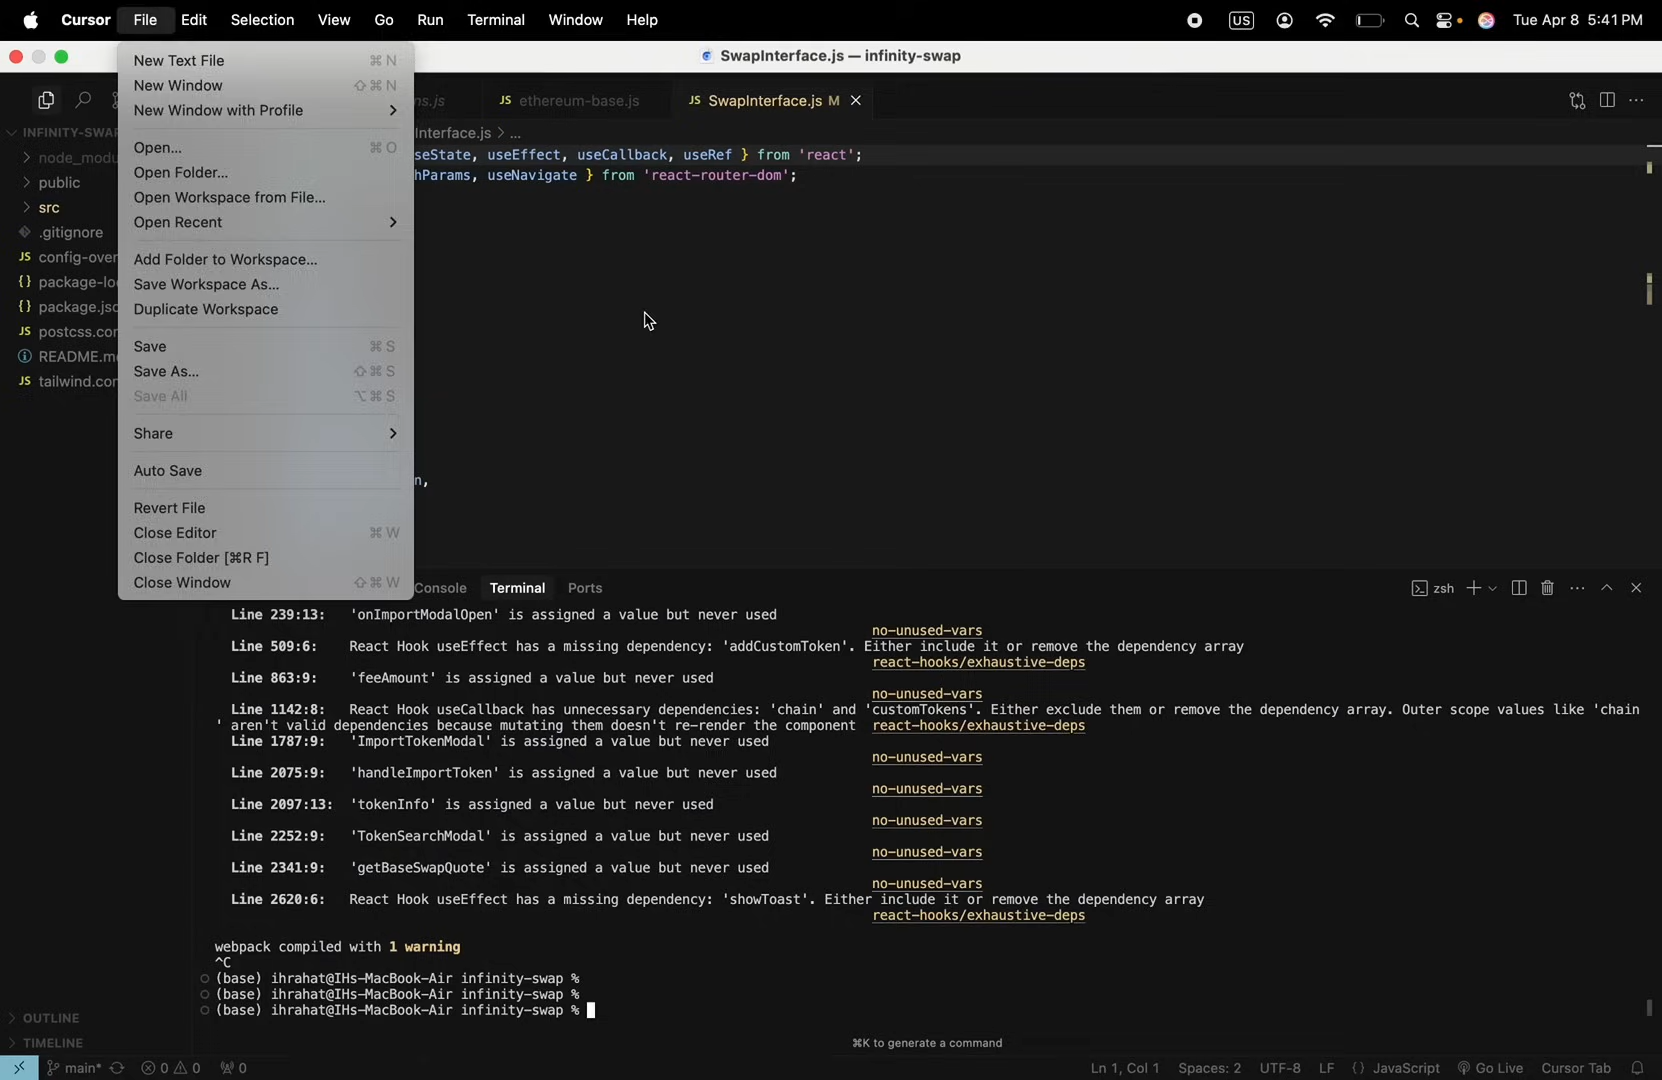 Cursor File Edit Selection View Go Run Terminal Window Help US Tue Apr 8 5:41 PM
SwapInterface.js — infinity-swap
New Text File ⌘ N
New Window ⇧ ⌘ N
New Window with Profile >
Open... ⌘ O
Open Folder...
Open Workspace from File...
Open Recent >
Add Folder to Workspace...
Save Workspace As...
Duplicate Workspace
Save ⌘ S
Save As... ⇧ ⌘ S
Save All ⌥ ⌘ S
Share >
Auto Save
Revert File
Close Editor ⌘ W
Close Folder [⌘R F]
Close Window ⇧ ⌘ W
ns.js JS ethereum-base.js JS SwapInterface.js M
INFINITY-SWAP
node_modu
public
src
.gitignore
JS config-over
{} package-lo
{} package.jso
JS postcss.con
README.m
JS tailwind.con
Interface.js > ...
seState, useEffect, useCallback, useRef } from 'react';
hParams, useNavigate } from 'react-router-dom';
n,
Console Terminal Ports zsh
Line 239:13: 'onImportModalOpen' is assigned a value but never used
no-unused-vars
Line 509:6: React Hook useEffect has a missing dependency: 'addCustomToken'. Either include it or remove the dependency array
react-hooks/exhaustive-deps
Line 863:9: 'feeAmount' is assigned a value but never used
no-unused-vars
Line 1142:8: React Hook useCallback has unnecessary dependencies: 'chain' and 'customTokens'. Either exclude them or remove the dependency array. Outer scope values like 'chain
' aren't valid dependencies because mutating them doesn't re-render the component react-hooks/exhaustive-deps
Line 1787:9: 'ImportTokenModal' is assigned a value but never used
no-unused-vars
Line 2075:9: 'handleImportToken' is assigned a value but never used
no-unused-vars
Line 2097:13: 'tokenInfo' is assigned a value but never used
no-unused-vars
Line 2252:9: 'TokenSearchModal' is assigned a value but never used
no-unused-vars
Line 2341:9: 'getBaseSwapQuote' is assigned a value but never used
no-unused-vars
Line 2620:6: React Hook useEffect has a missing dependency: 'showToast'. Either include it or remove the dependency array
react-hooks/exhaustive-deps
webpack compiled with 1 warning
^C
(base) ihrahat@IHs-MacBook-Air infinity-swap %
(base) ihrahat@IHs-MacBook-Air infinity-swap %
(base) ihrahat@IHs-MacBook-Air infinity-swap %
⌘K to generate a command
OUTLINE
TIMELINE
main* 0 0 0 Ln 1, Col 1 Spaces: 2 UTF-8 LF {} JavaScript Go Live Cursor Tab